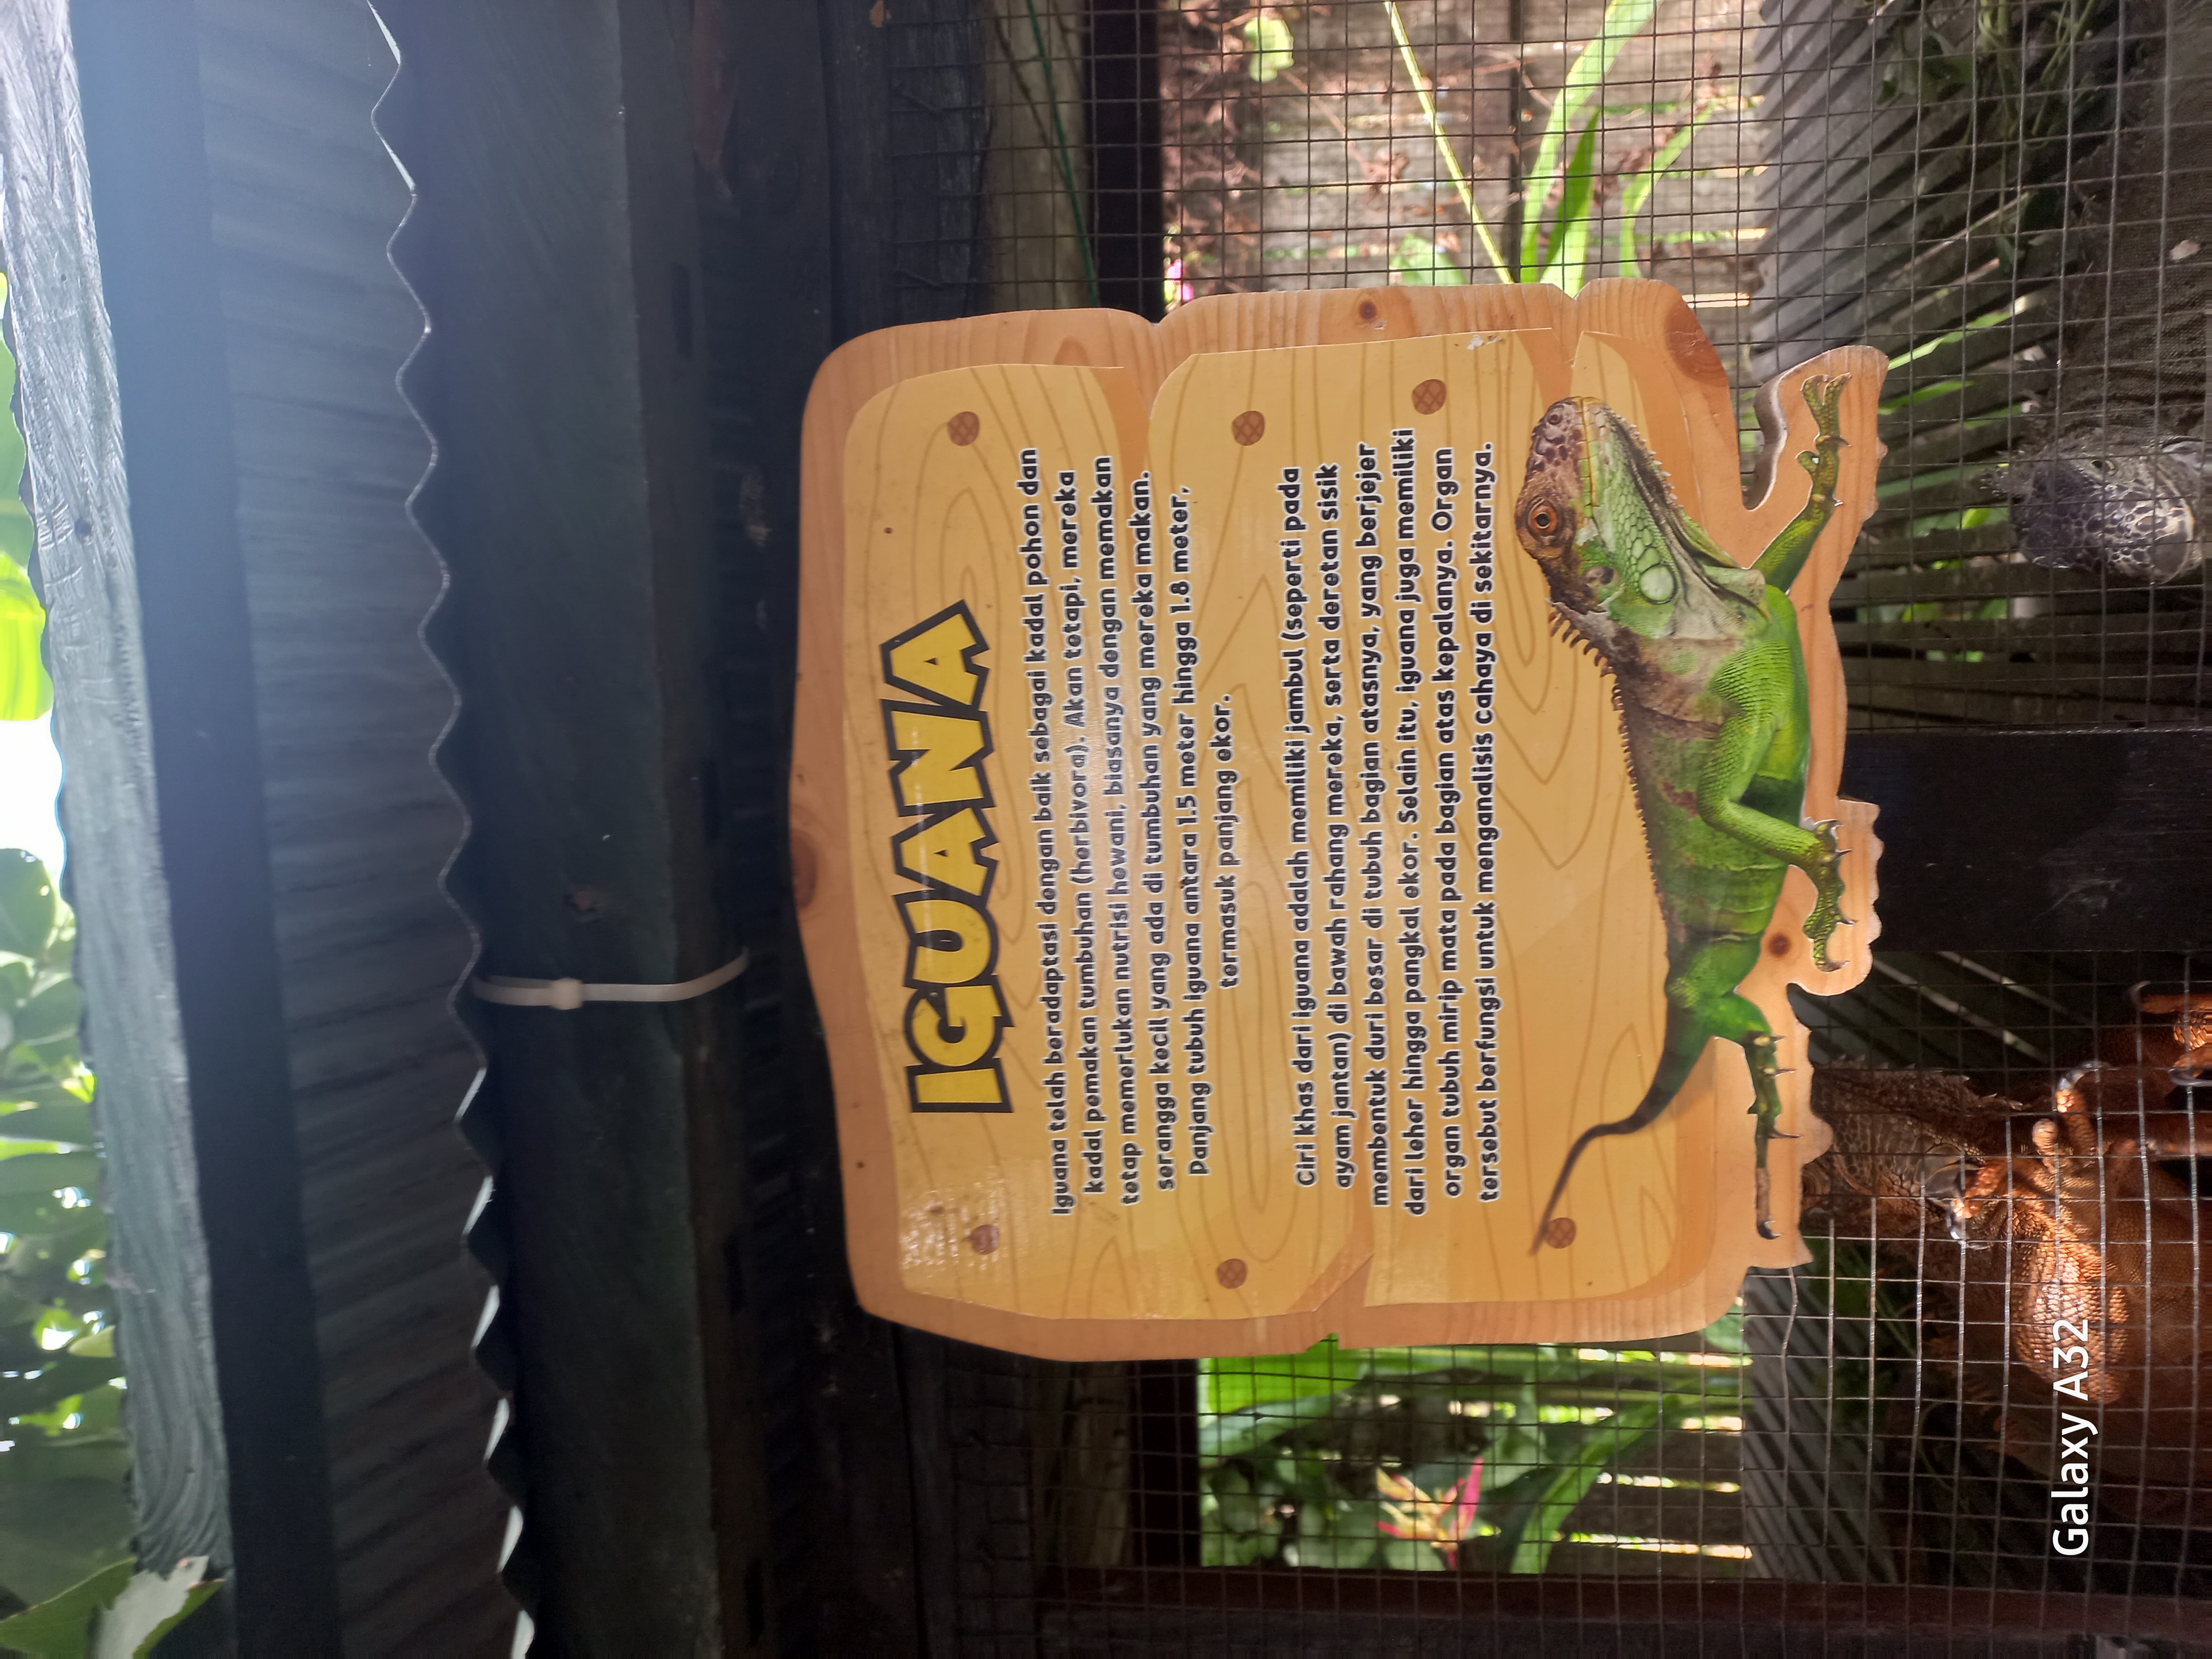 IGUANA
Iguana telah beradaptasi dengan baik sebagai kadal pohon dan
kadal pemakan tumbuhan (herbivora). Akan tetapi, mereka
tetap memerlukan nutrisi hewani, biasanya dengan memakan
serangga kecil yang ada di tumbuhan yang mereka makan.
Panjang tubuh iguana antara 1.5 meter hingga 1.8 meter,
termasuk panjang ekor.
Ciri khas dari iguana adalah memiliki jambul (seperti pada
ayam jantan) di bawah rahang mereka, serta deretan sisik
membentuk duri besar di tubuh bagian atasnya, yang berjejer
dari leher hingga pangkal ekor. Selain itu, iguana juga memiliki
organ tubuh mirip mata pada bagian atas kepalanya. Organ
tersebut berfungsi untuk menganalisis cahaya di sekitarnya.
Galaxy A32